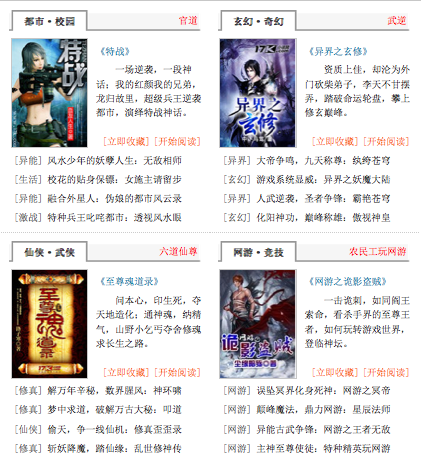 都市·校园
官道
特战
《特战》
一场逆袭，一段神
话；我的红颜我的兄弟，
龙归故里，超级兵王逆袭
都市，演绎特战神话。
[立即收藏] [开始阅读]
[异能] 风水少年的妖孽人生：无敌相师
[生活] 校花的贴身保镖：女施主请留步
[异能] 融合外星人：伪娘的都市风云录
[激战] 特种兵王叱咤都市：透视风水眼
玄幻·奇幻
武逆
异界之
玄修
《异界之玄修》
资质上佳，却沦为外
门砍柴弟子，李天不甘摆
弄，踏破命运轮盘，攀上
修玄巅峰。
[立即收藏] [开始阅读]
[异界] 大帝争鸣，九天称尊：纨绔苍穹
[玄幻] 游戏系统显威：异界之妖魔大陆
[异界] 人武逆袭，圣者争锋：霸艳苍穹
[玄幻] 化阳神功，巅峰称雄：傲视神皇
仙侠·武侠
六道仙尊
至尊
魂
道录
《至尊魂道录》
问本心，印生死，夺
天地造化；通神魂，纳精
气，山野小乞丐夺舍修魂
求长生之路。
[立即收藏] [开始阅读]
[修真] 解万年辛秘，数界腥风：神环啸
[修真] 梦中求道，破解万古大秘：叩道
[仙侠] 偷天，争一线仙机：修真歪歪录
[修真] 斩妖降魔，踏仙缘：乱世修神传
网游·竞技
农民工玩网游
网游之
诡影盗贼
《网游之诡影盗贼》
一击诡刺，如同阎王
索命，看杀手界的至尊王
者，如何玩转游戏世界，
登临神坛。
[立即收藏] [开始阅读]
[网游] 误坠冥界化身死神：网游之冥帝
[网游] 颠峰魔法，鼎力网游：星辰法师
[网游] 异能古武争锋：网游之王者无敌
[网游] 主神至尊使徒：特种精英玩网游